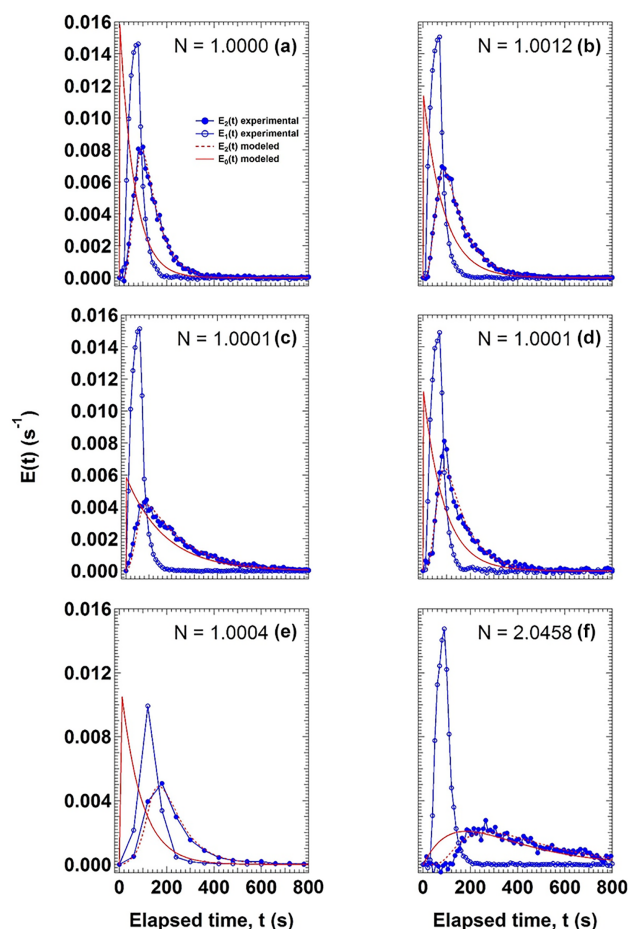 0.016
0.014
0.012
0.010
0.008
0.006
0.004
0.002
0.000
N = 1.0000 (a)
E2(t) experimental
E1(t) experimental
E2(t) modeled
E0(t) modeled
N = 1.0012 (b)
0.016
0.014
0.012
0.010
0.008
0.006
0.004
0.002
0.000
N = 1.0001 (c)
N = 1.0001 (d)
E(t) (s-1)
0.016
0.012
0.008
0.004
0.000
N = 1.0004 (e)
N = 2.0458 (f)
0 200 400 600 800
0 200 400 600 800
Elapsed time, t (s)
Elapsed time, t (s)